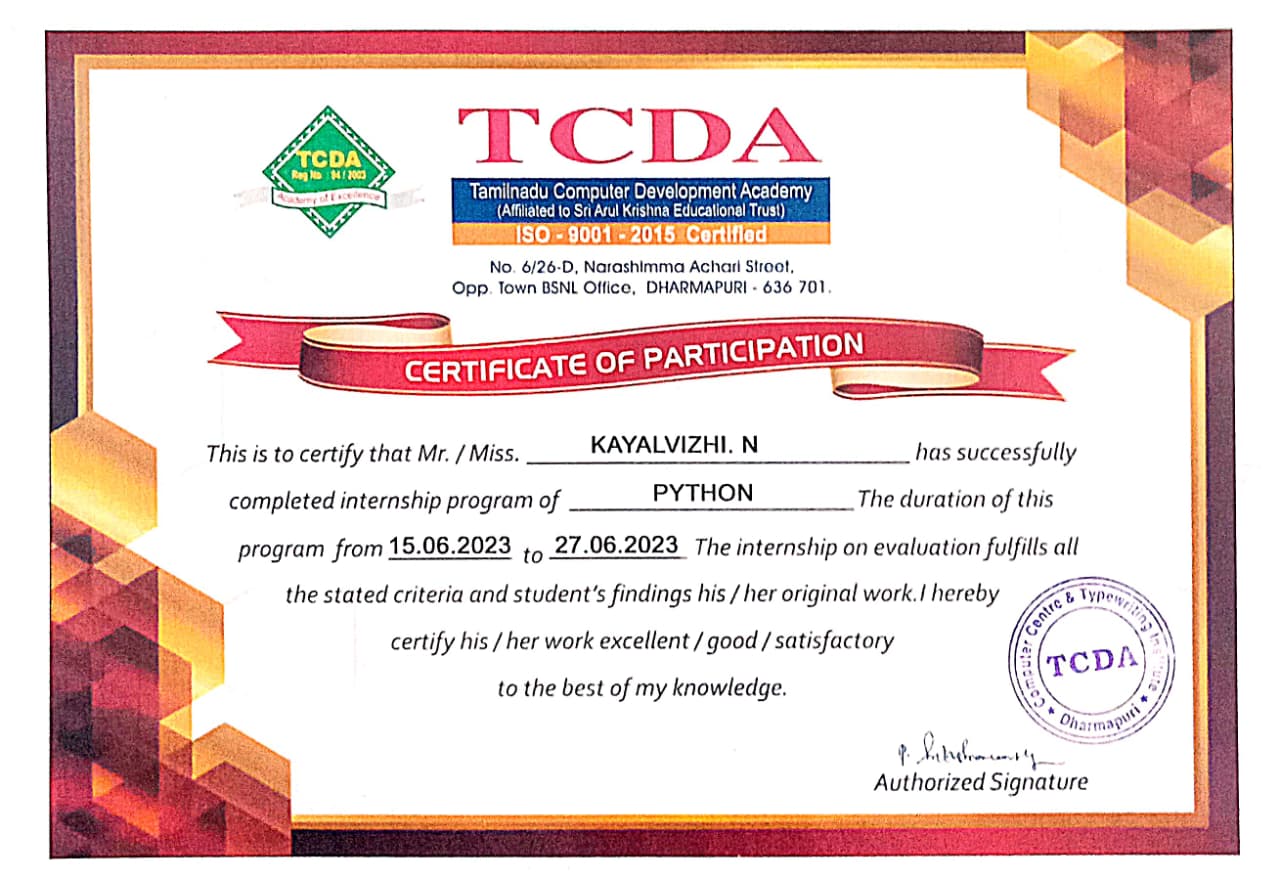 TCDA
Reg No : 94 / 2003
Academy of Excellence
TCDA
Tamilnadu Computer Development Academy
(Affiliated to Sri Arul Krishna Educational Trust)
ISO - 9001 - 2015 Certified
No. 6/26-D, Narashimma Achari Street,
Opp. Town BSNL Office, DHARMAPURI - 636 701.
CERTIFICATE OF PARTICIPATION
This is to certify that Mr. / Miss. KAYALVIZHI. N has successfully
completed internship program of PYTHON The duration of this
program from 15.06.2023 to 27.06.2023 The internship on evaluation fulfills all
the stated criteria and student's findings his / her original work. I hereby
certify his / her work excellent / good / satisfactory
to the best of my knowledge.
Computer Centre & Typewriting Institute
TCDA
★ Dharmapuri ★
Authorized Signature